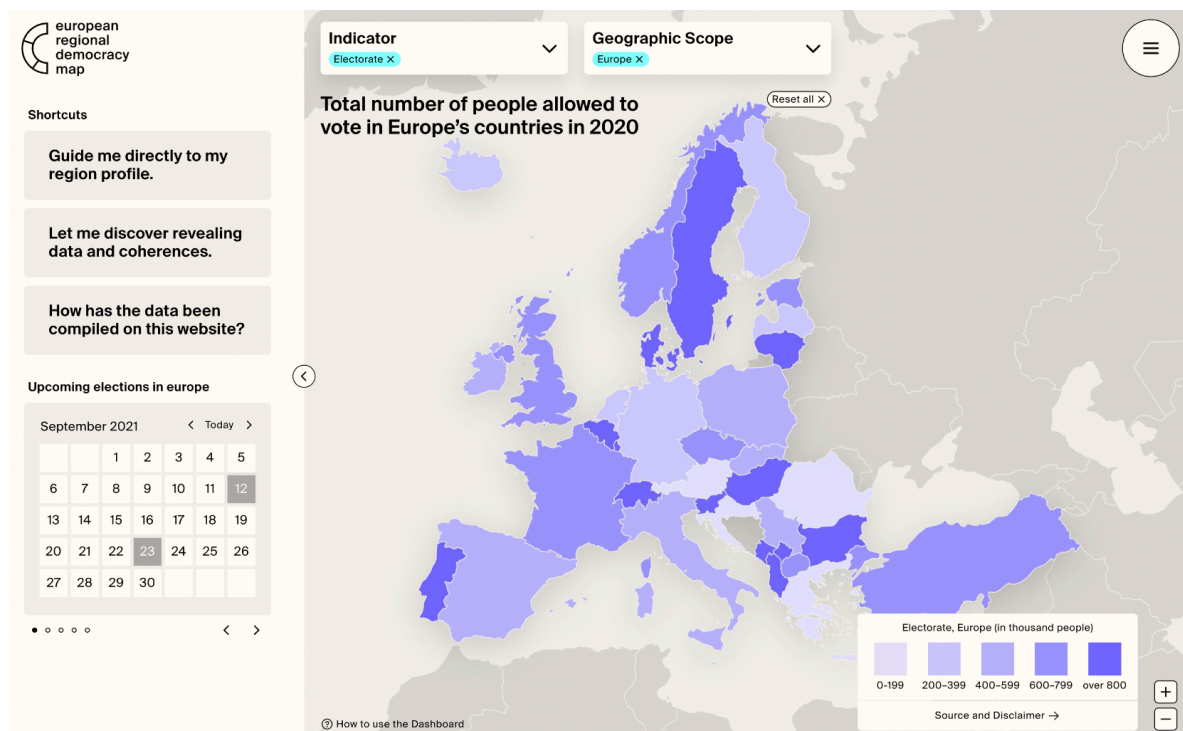 european
regional
democracy
map
Shortcuts
Guide me directly to my
region profile.
Let me discover revealing
data and coherences.
How has the data been
compiled on this website?
Upcoming elections in europe
September 2021
Today
1 2 3 4 5
6 7 8 9 10 11 12
13 14 15 16 17 18 19
20 21 22 23 24 25 26
27 28 29 30
Indicator
Electorate ×
Geographic Scope
Europe ×
Total number of people allowed to
vote in Europe’s countries in 2020
Reset all ×
Electorate, Europe (in thousand people)
0-199 200–399 400–599 600–799 over 800
Source and Disclaimer →
? How to use the Dashboard
+
−